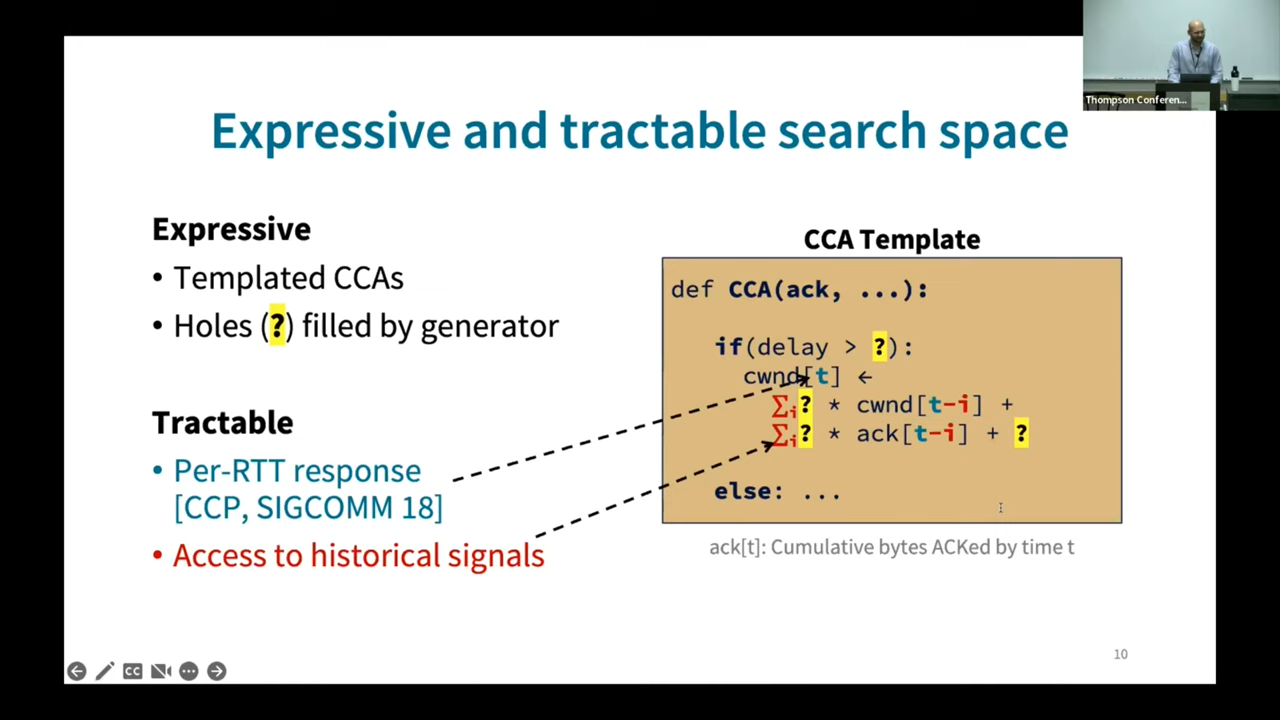 Thompson Conferen...
Expressive and tractable search space
Expressive
• Templated CCAs
• Holes (?) filled by generator
Tractable
• Per-RTT response
[CCP, SIGCOMM 18]
• Access to historical signals
CCA Template
def CCA(ack, ...):
if(delay > ?):
cwnd[t] ←
∑i? * cwnd[t-i] +
∑i? * ack[t-i] + ?
else: ...
ack[t]: Cumulative bytes ACKed by time t
10
CC